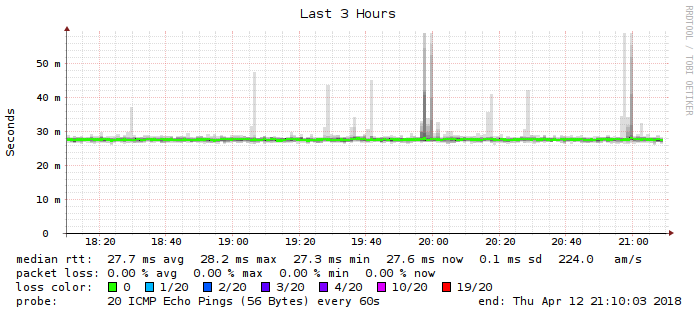 Last 3 Hours
RRDTOOL / TOBI OETIKER
Seconds
50 m
40 m
30 m
20 m
10 m
0
18:20 18:40 19:00 19:20 19:40 20:00 20:20 20:40 21:00
median rtt: 27.7 ms avg 28.2 ms max 27.3 ms min 27.6 ms now 0.1 ms sd 224.0 am/s
packet loss: 0.00 % avg 0.00 % max 0.00 % min 0.00 % now
loss color: 0 1/20 2/20 3/20 4/20 10/20 19/20
probe: 20 ICMP Echo Pings (56 Bytes) every 60s end: Thu Apr 12 21:10:03 2018